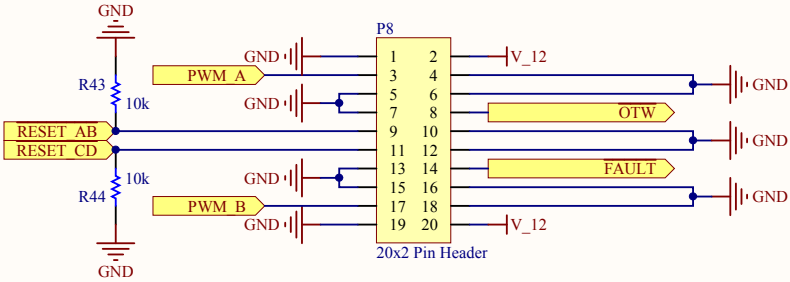 GND
P8
GND 1 2 V_12
PWM_A 3 4
R43 5 6 GND
10k GND 7 8 OTW
RESET_AB 9 10
RESET_CD 11 12 GND
10k GND 13 14 FAULT
R44 15 16
PWM_B 17 18 GND
GND 19 20 V_12
20x2 Pin Header
GND